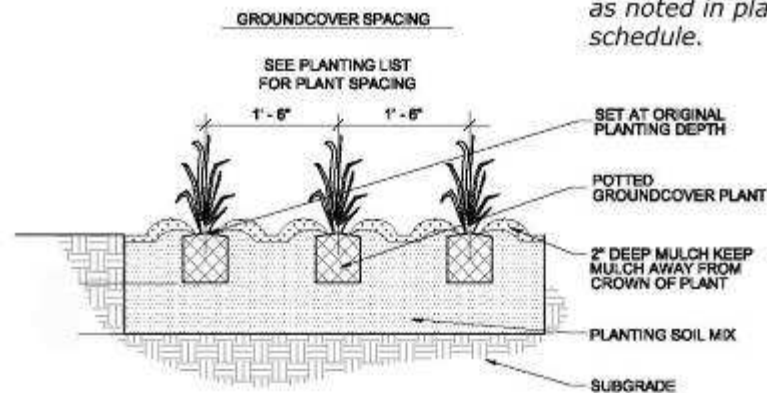 GROUNDCOVER SPACING
as noted in pla
schedule.
SEE PLANTING LIST
FOR PLANT SPACING
1' - 6"
1' - 6"
SET AT ORIGINAL
PLANTING DEPTH
POTTED
GROUNDCOVER PLANT
2" DEEP MULCH KEEP
MULCH AWAY FROM
CROWN OF PLANT
PLANTING SOIL MIX
SUBGRADE